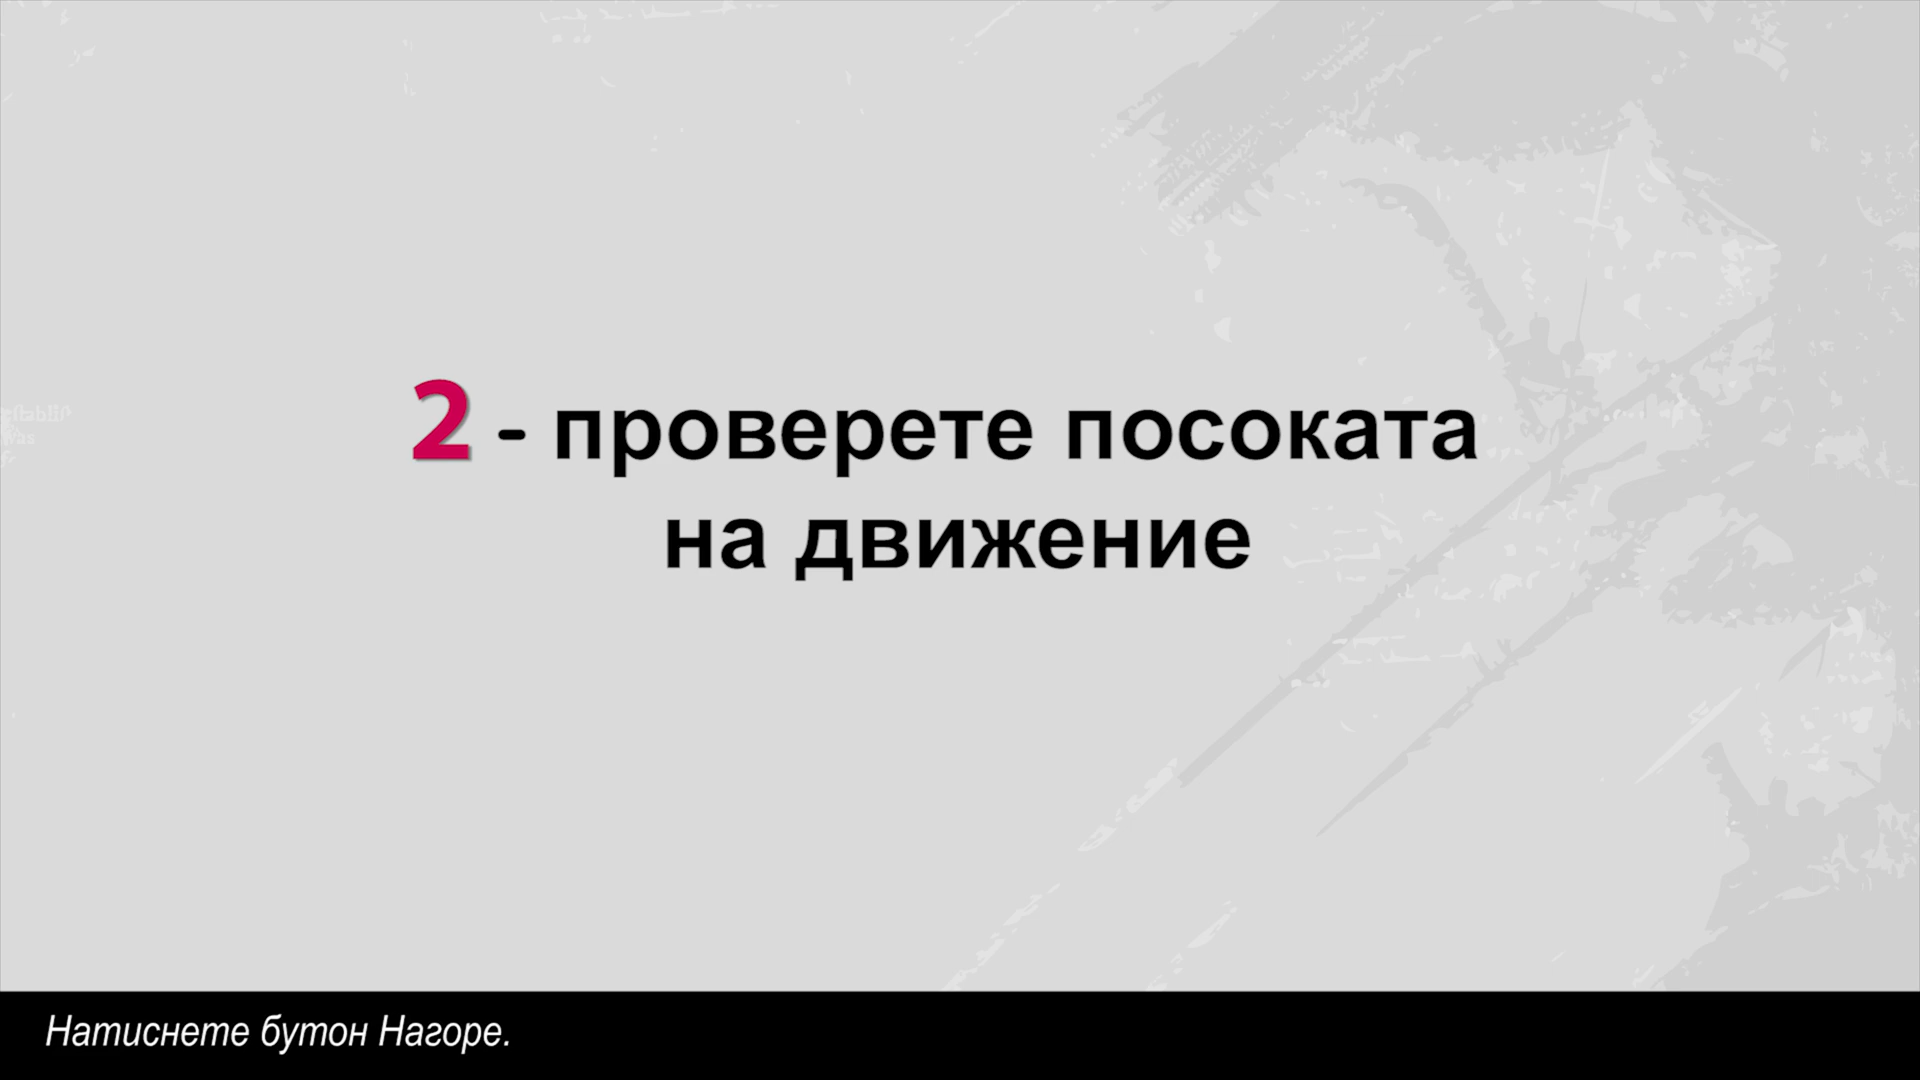 2 - проверете посоката
на движение
Натиснете бутон Нагоре.